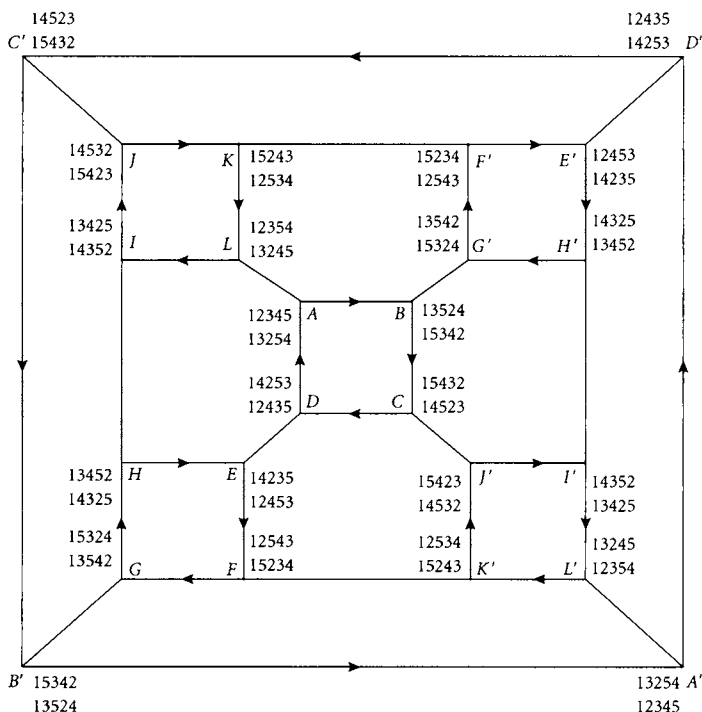 14523 12435
C' 15432 14253 D'
14532 J K 15243 15234 F' E' 12453
15423 12534 12543 14235
13425 I 12354 13542 14325
14352 L 13245 15324 G' H' 13452
12345 A B 13524
13254 15342
14253 D C 15432
12435 14523
13452 H E 14235 15423 J' I' 14352
14325 12453 14532 13425
15324 12543 12534 13245
13542 G F 15234 15243 K' L' 12354
B' 15342 13254 A'
13524 12345